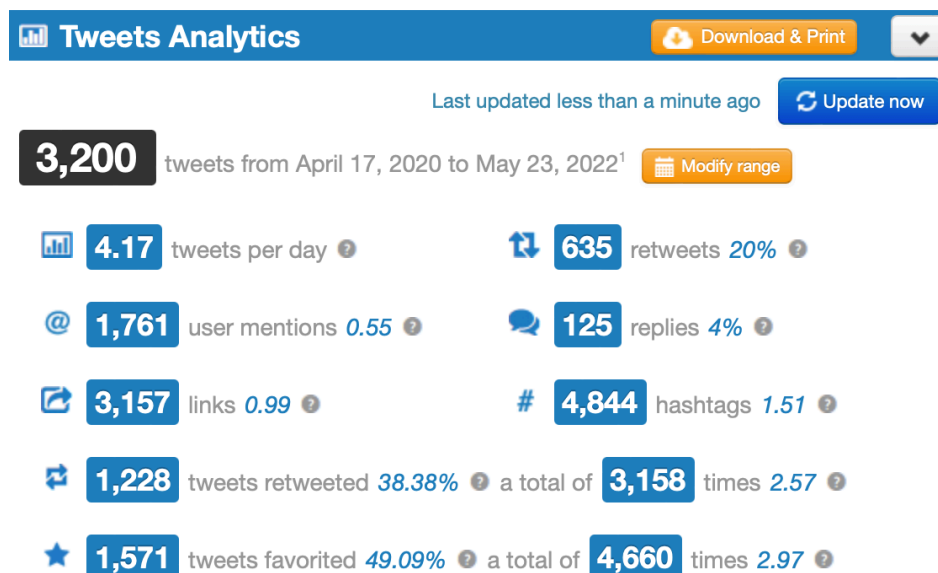 Tweets Analytics Download & Print
Last updated less than a minute ago Update now
3,200 tweets from April 17, 2020 to May 23, 2022¹ Modify range
4.17 tweets per day ? 635 retweets 20% ?
@ 1,761 user mentions 0.55 ? 125 replies 4% ?
3,157 links 0.99 ? # 4,844 hashtags 1.51 ?
1,228 tweets retweeted 38.38% ? a total of 3,158 times 2.57 ?
1,571 tweets favorited 49.09% ? a total of 4,660 times 2.97 ?